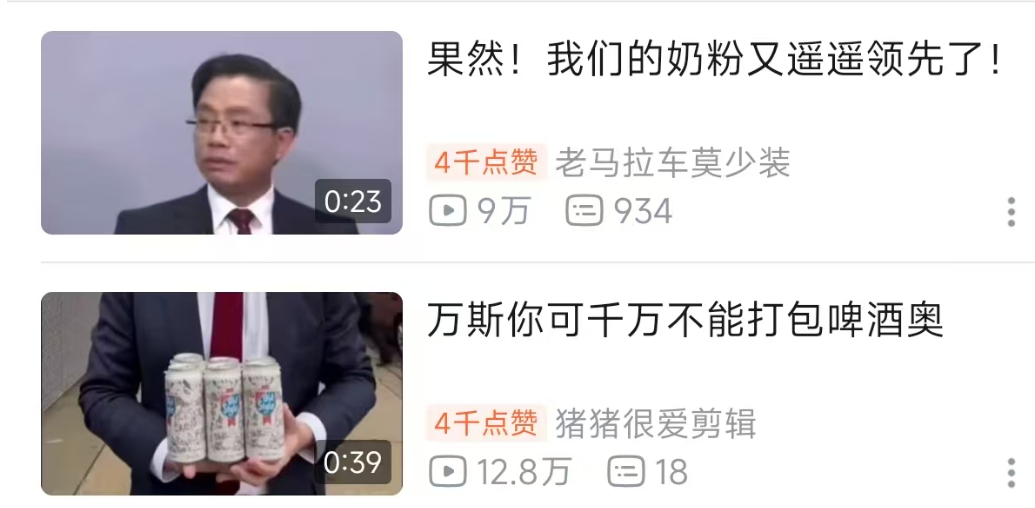 果然！我们的奶粉又遥遥领先了！
4千点赞 老马拉车莫少装
0:23
9万 934
万斯你可千万不能打包啤酒奥
4千点赞 猪猪很爱剪辑
0:39
12.8万 18